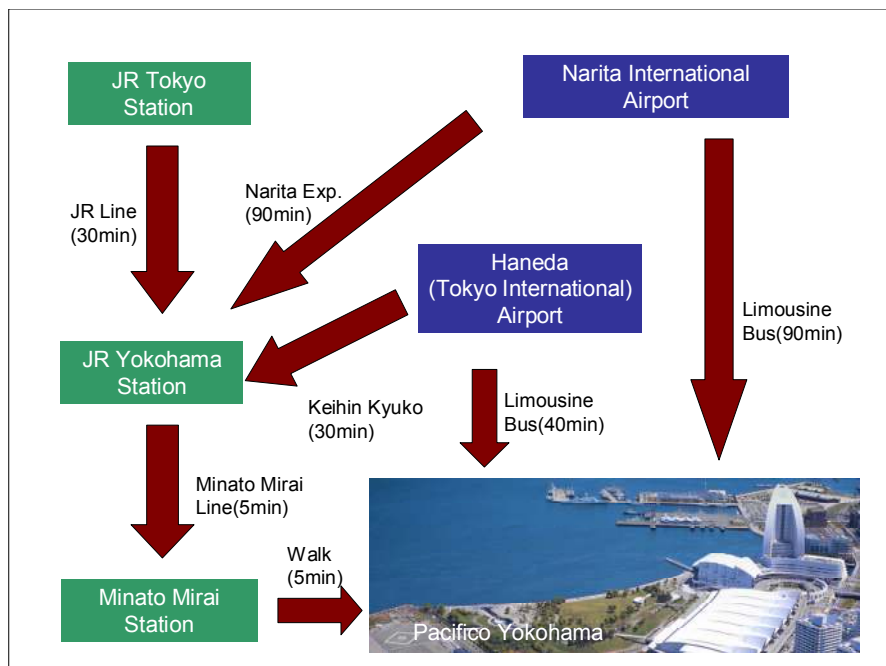 JR Tokyo
Station
Narita International
Airport
Narita Exp.
(90min)
JR Line
(30min)
Haneda
(Tokyo International)
Airport
Limousine
Bus(90min)
JR Yokohama
Station
Keihin Kyuko
(30min)
Limousine
Bus(40min)
Minato Mirai
Line(5min)
Walk
(5min)
Minato Mirai
Station
Pacifico Yokohama